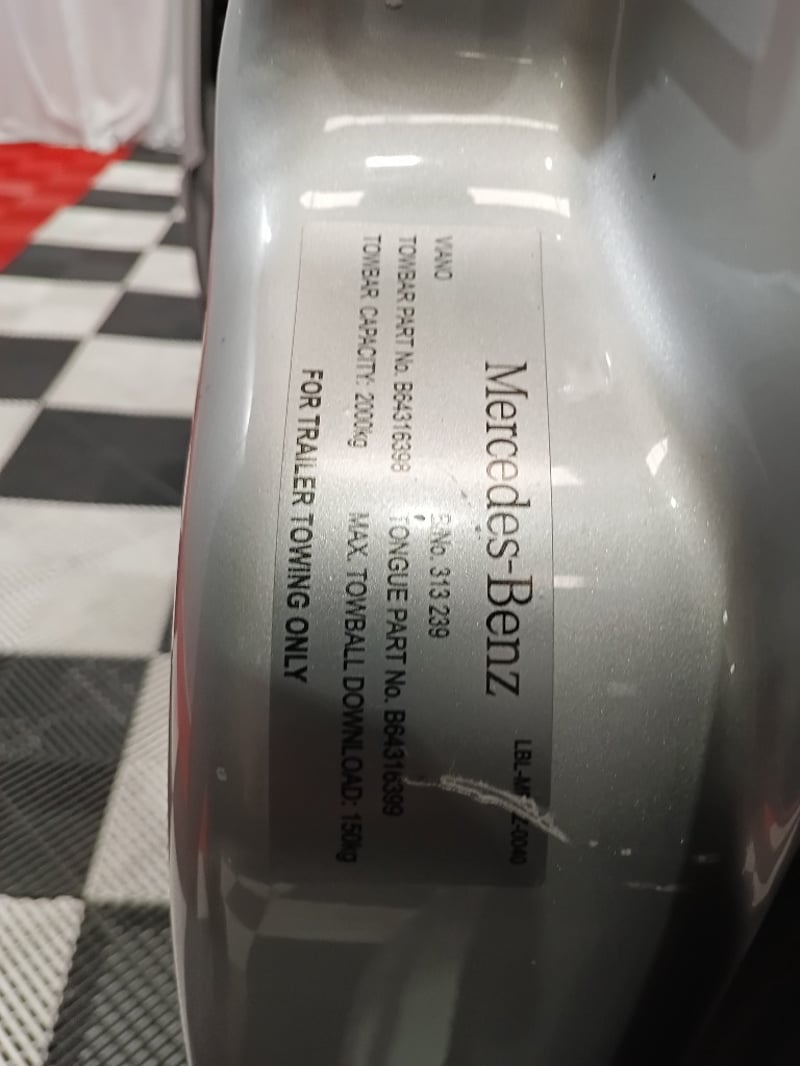 Mercedes-Benz
VIANO No. 313 239
TOWBAR PART No. B64316398 TONGUE PART No. B64316399
TOWBAR CAPACITY: 2000kg MAX. TOWBALL DOWNLOAD: 150kg
FOR TRAILER TOWING ONLY